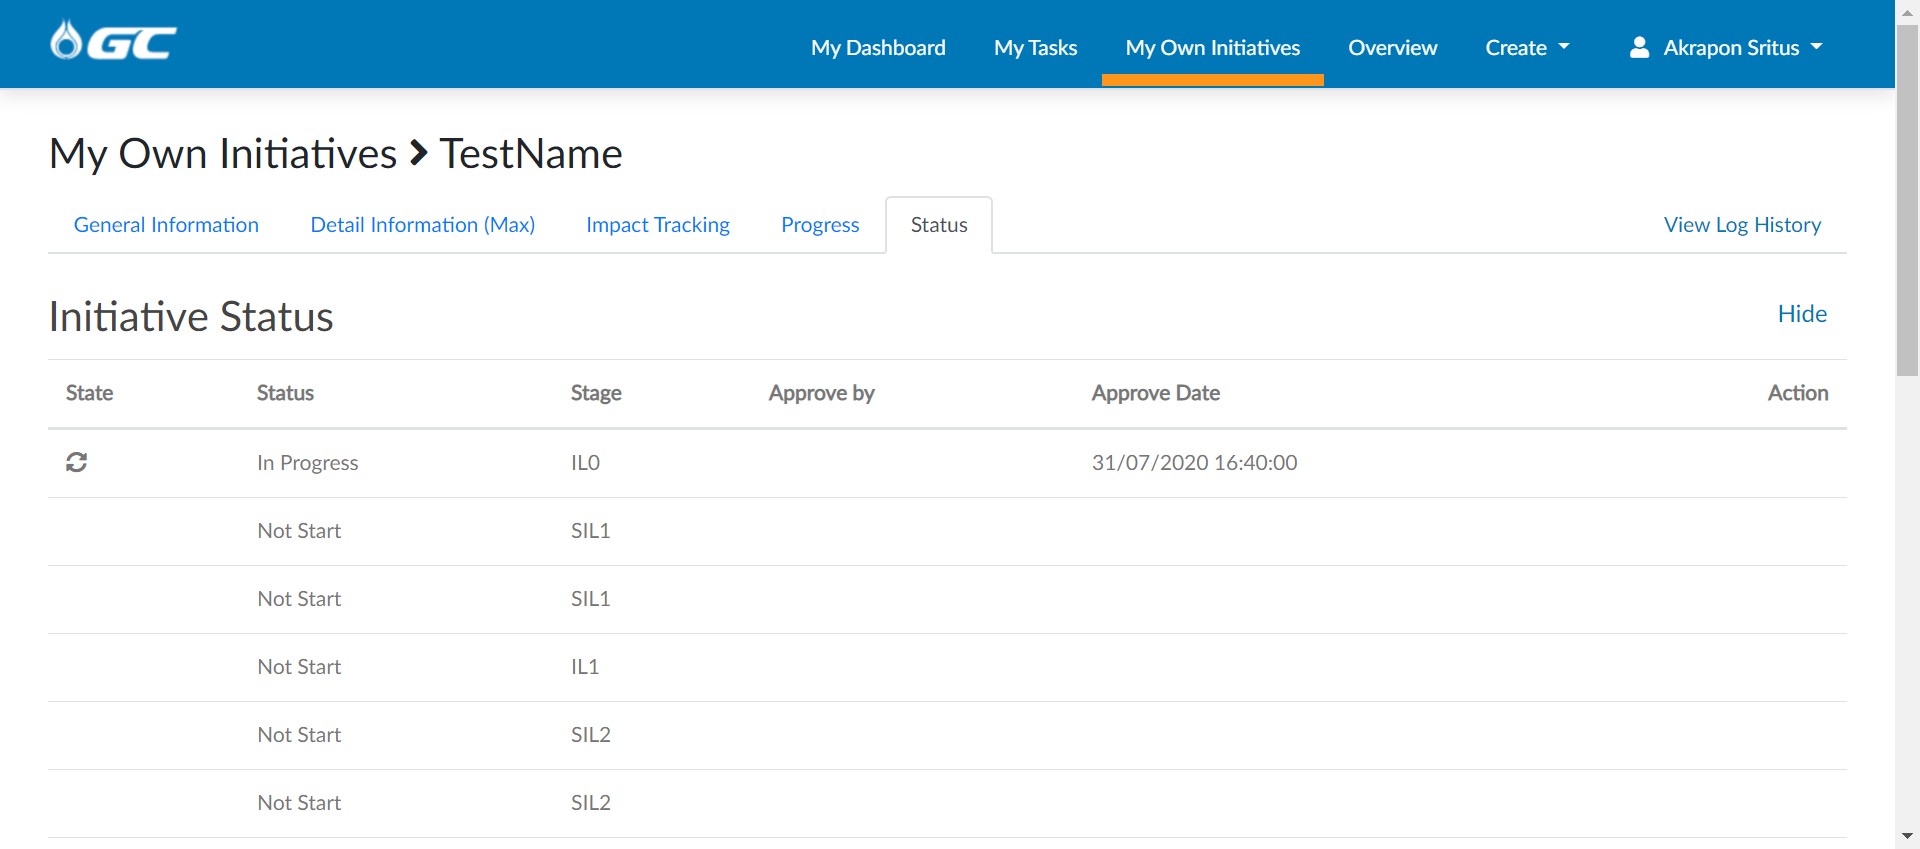 GC
My Dashboard My Tasks My Own Initiatives Overview Create Akrapon Sritus
My Own Initiatives > TestName
General Information Detail Information (Max) Impact Tracking Progress Status View Log History
Initiative Status Hide
State Status Stage Approve by Approve Date Action
In Progress IL0 31/07/2020 16:40:00
Not Start SIL1
Not Start SIL1
Not Start IL1
Not Start SIL2
Not Start SIL2